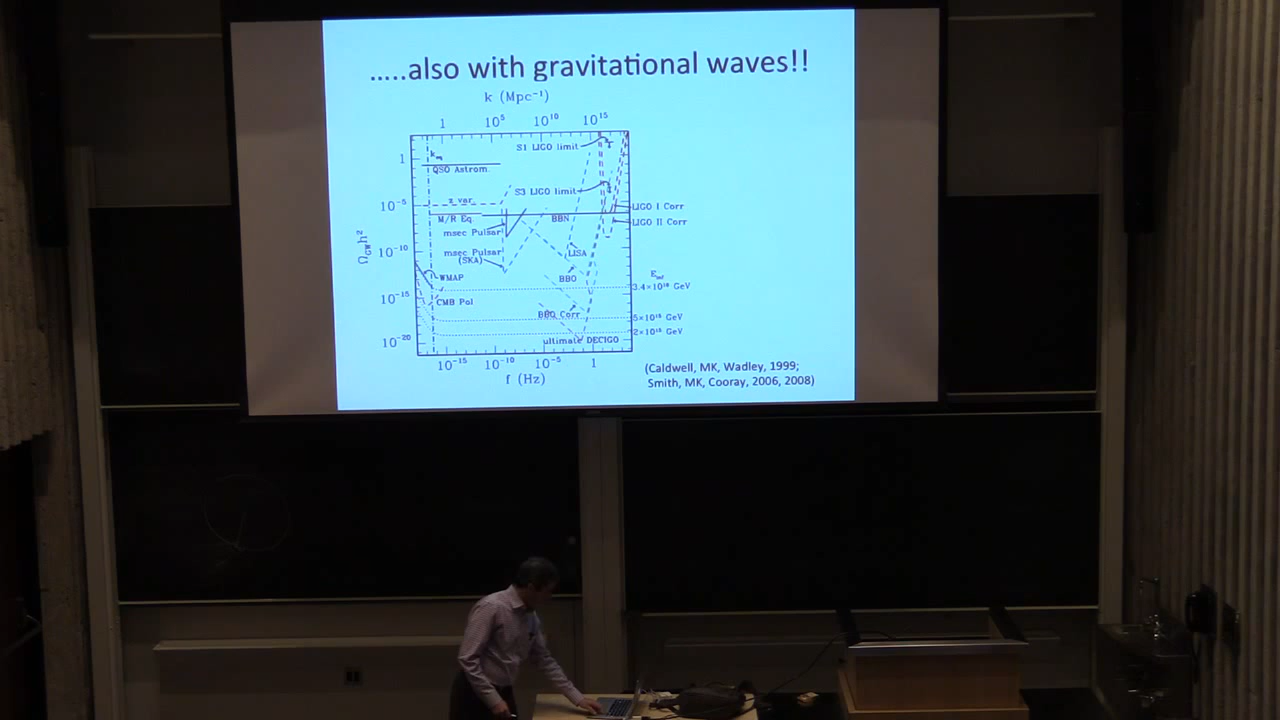 .....also with gravitational waves!!
k (Mpc⁻¹)
1 10⁵ 10¹⁰ 10¹⁵
S1 LIGO limit
1
k_eq
QSO Astrom.
S3 LIGO limit
10⁻⁵
z var.
LIGO I Corr
M/R Eq.
BBN
LIGO II Corr
msec Pulsar
Ω_GW h²
10⁻¹⁰
msec Pulsar
(SKA)
LISA
WMAP
BBO
E_inf
3.4×10¹⁶ GeV
10⁻¹⁵
CMB Pol
BBO Corr
5×10¹⁵ GeV
2×10¹⁵ GeV
10⁻²⁰
ultimate DECIGO
10⁻¹⁵ 10⁻¹⁰ 10⁻⁵ 1
f (Hz)
(Caldwell, MK, Wadley, 1999;
Smith, MK, Cooray, 2006, 2008)